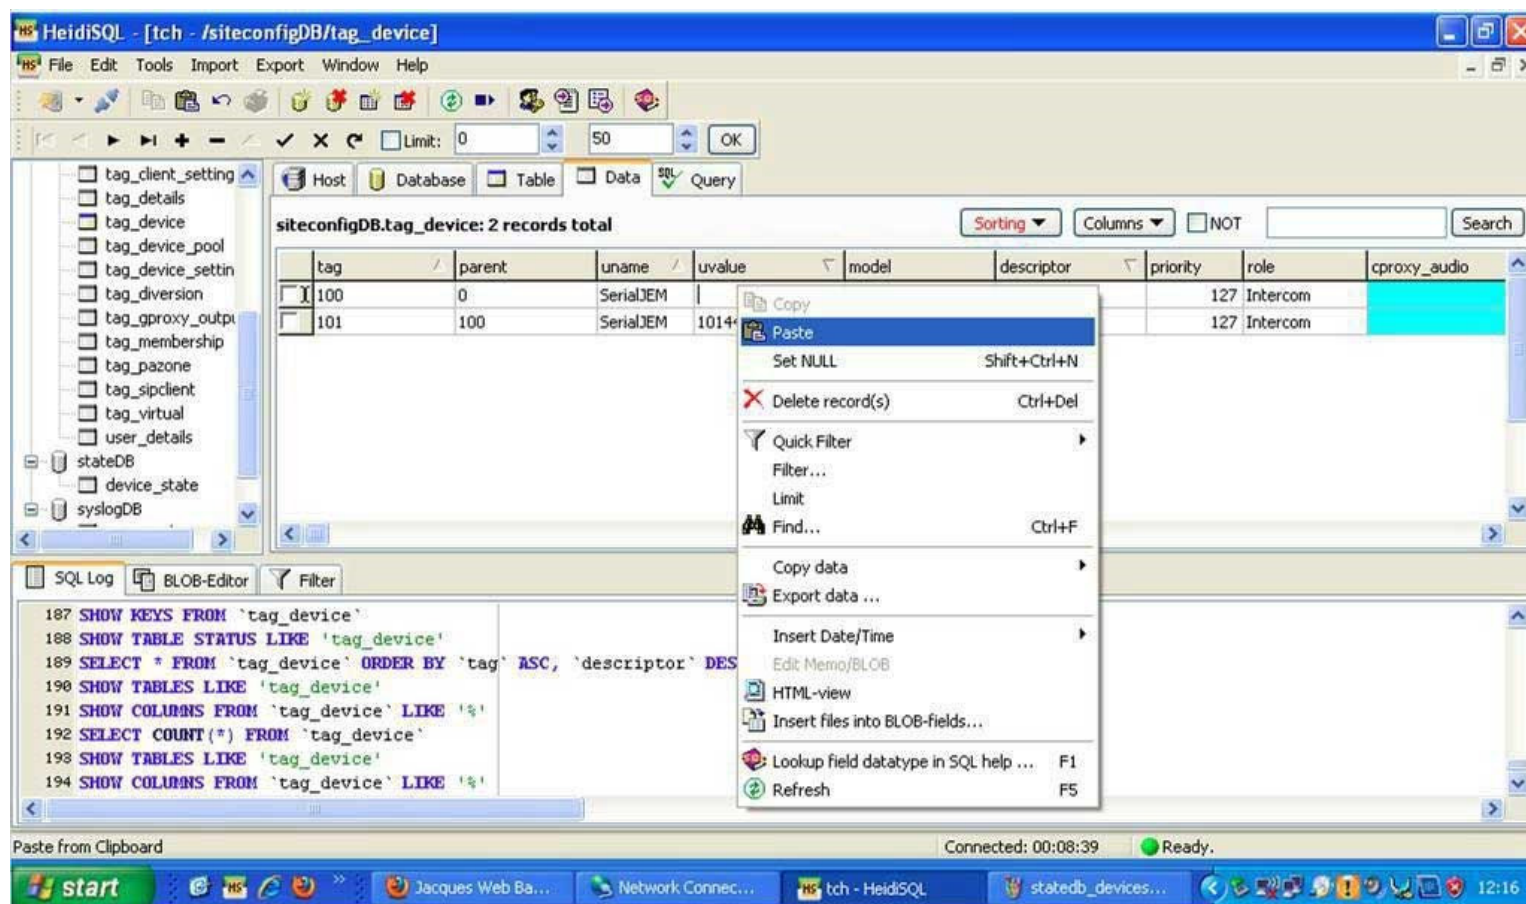 HeidiSQL - [tch - /siteconfigDB/tag_device]
File Edit Tools Import Export Window Help
Limit: 0 50 OK
tag_client_setting
tag_details
tag_device
tag_device_pool
tag_device_settin
tag_diversion
tag_gproxy_outpu
tag_membership
tag_pazone
tag_sipclient
tag_virtual
user_details
stateDB
device_state
syslogDB
Host Database Table Data Query
siteconfigDB.tag_device: 2 records total
Sorting Columns NOT Search
tag parent uname uvalue model descriptor priority role cproxy_audio
100 0 SerialJEM 127 Intercom
101 100 SerialJEM 1014 127 Intercom
Copy
Paste
Set NULL Shift+Ctrl+N
Delete record(s) Ctrl+Del
Quick Filter
Filter...
Limit
Find... Ctrl+F
Copy data
Export data ...
Insert Date/Time
Edit Memo/BLOB
HTML-view
Insert files into BLOB-fields...
Lookup field datatype in SQL help ... F1
Refresh F5
SQL Log BLOB-Editor Filter
187 SHOW KEYS FROM `tag_device`
188 SHOW TABLE STATUS LIKE 'tag_device'
189 SELECT * FROM `tag_device` ORDER BY `tag` ASC, `descriptor` DES
190 SHOW TABLES LIKE 'tag_device'
191 SHOW COLUMNS FROM `tag_device` LIKE '%'
192 SELECT COUNT(*) FROM `tag_device`
193 SHOW TABLES LIKE 'tag_device'
194 SHOW COLUMNS FROM `tag_device` LIKE '%'
Paste from Clipboard
Connected: 00:08:39
Ready.
start
Jacques Web Ba...
Network Connec...
tch - HeidiSQL
statedb_devices...
12:16